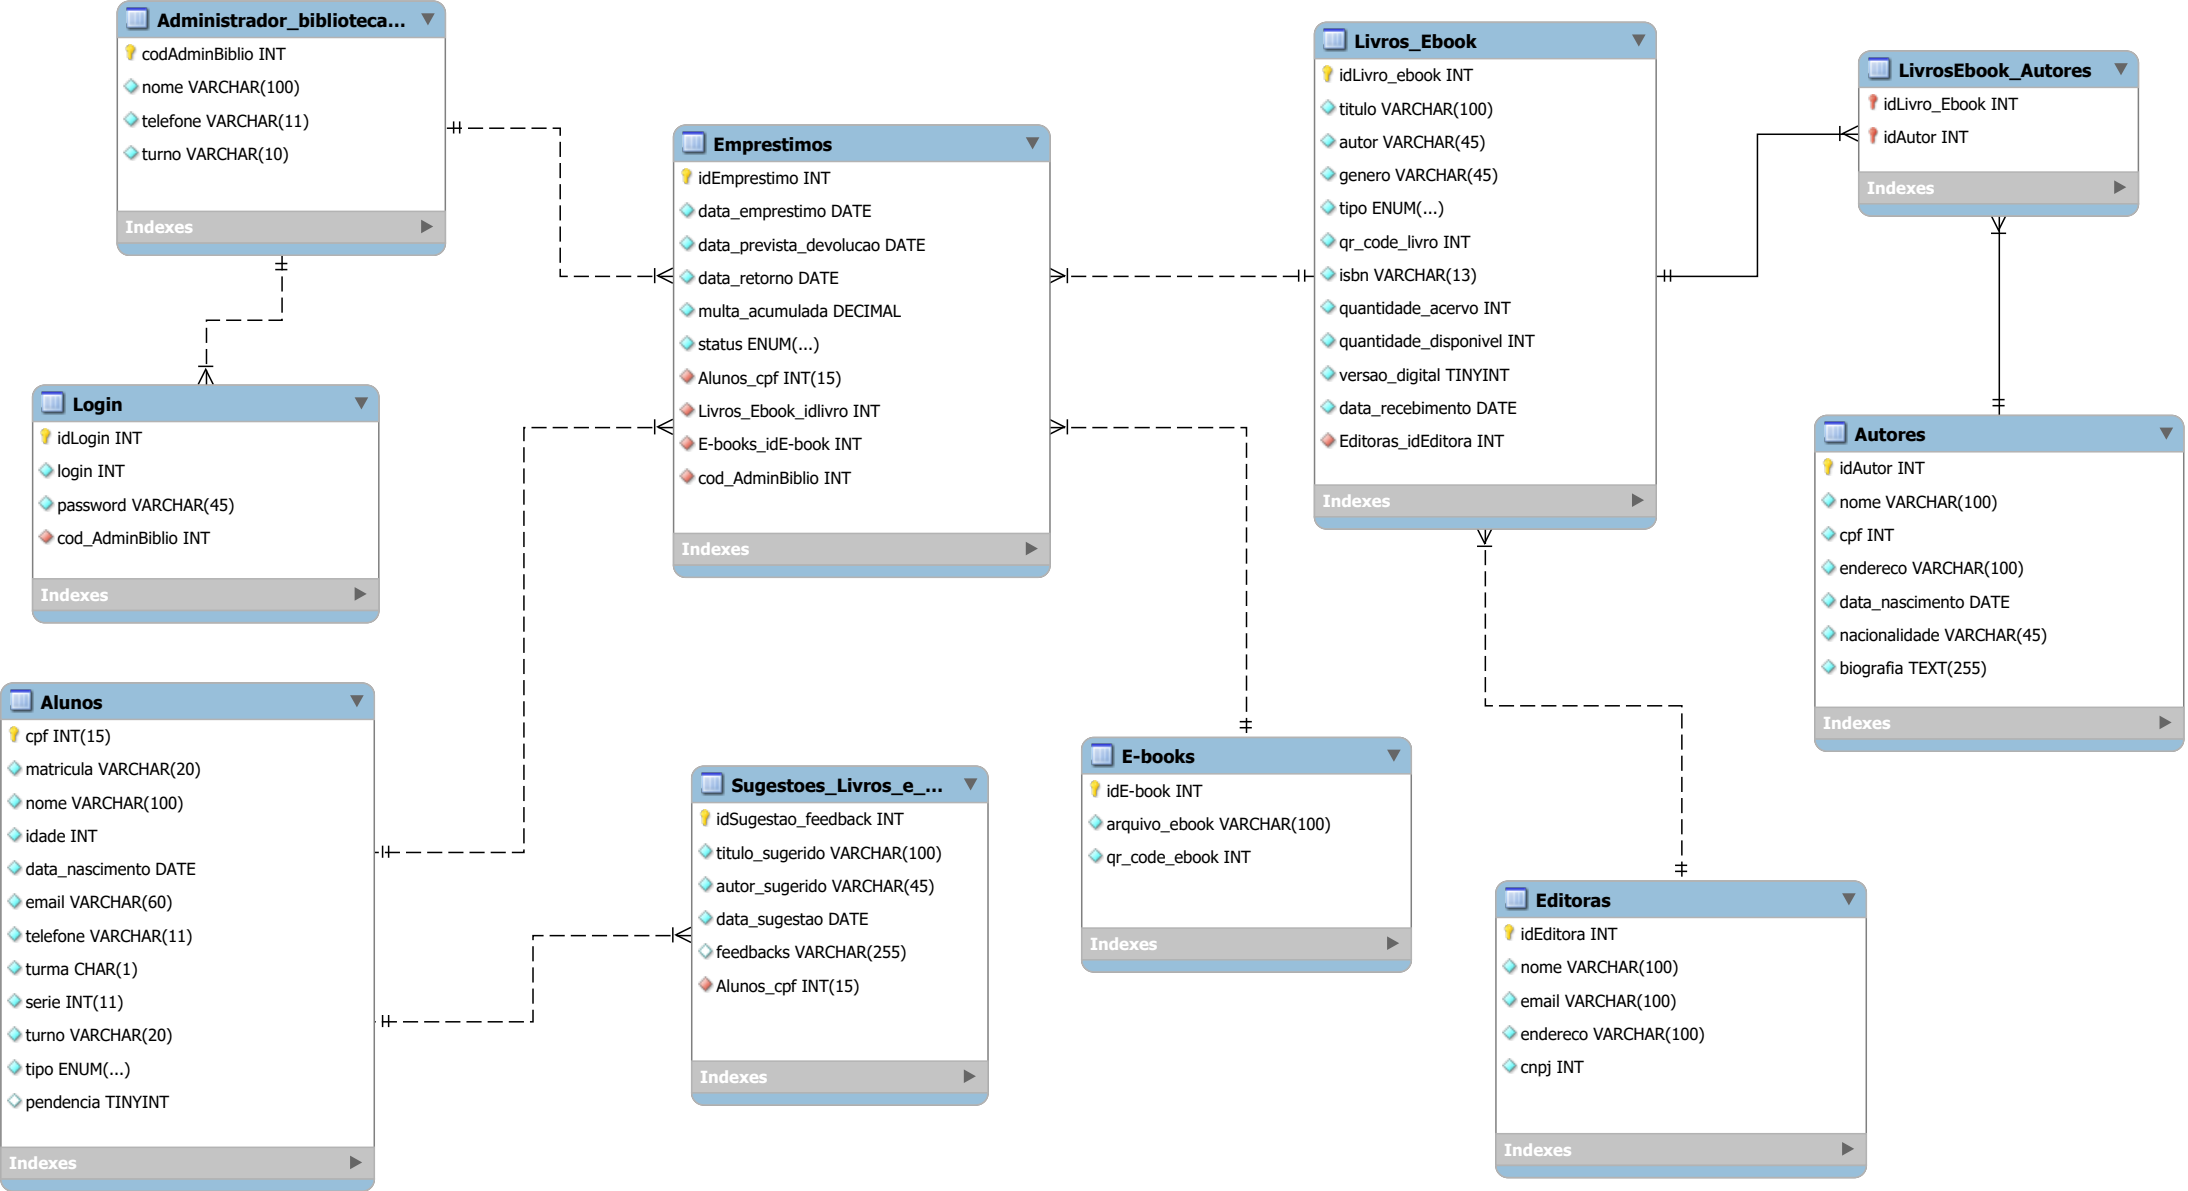 Administrador_biblioteca...
codAdminBiblio INT
nome VARCHAR(100)
telefone VARCHAR(11)
turno VARCHAR(10)
Indexes
Login
idLogin INT
login INT
password VARCHAR(45)
cod_AdminBiblio INT
Indexes
Alunos
cpf INT(15)
matricula VARCHAR(20)
nome VARCHAR(100)
idade INT
data_nascimento DATE
email VARCHAR(60)
telefone VARCHAR(11)
turma CHAR(1)
serie INT(11)
turno VARCHAR(20)
tipo ENUM(...)
pendencia TINYINT
Indexes
Emprestimos
idEmprestimo INT
data_emprestimo DATE
data_prevista_devolucao DATE
data_retorno DATE
multa_acumulada DECIMAL
status ENUM(...)
Alunos_cpf INT(15)
Livros_Ebook_idlivro INT
E-books_idE-book INT
cod_AdminBiblio INT
Indexes
Sugestoes_Livros_e_...
idSugestao_feedback INT
titulo_sugerido VARCHAR(100)
autor_sugerido VARCHAR(45)
data_sugestao DATE
feedbacks VARCHAR(255)
Alunos_cpf INT(15)
Indexes
Livros_Ebook
idLivro_ebook INT
titulo VARCHAR(100)
autor VARCHAR(45)
genero VARCHAR(45)
tipo ENUM(...)
qr_code_livro INT
isbn VARCHAR(13)
quantidade_acervo INT
quantidade_disponivel INT
versao_digital TINYINT
data_recebimento DATE
Editoras_idEditora INT
Indexes
E-books
idE-book INT
arquivo_ebook VARCHAR(100)
qr_code_ebook INT
Indexes
LivrosEbook_Autores
idLivro_Ebook INT
idAutor INT
Indexes
Autores
idAutor INT
nome VARCHAR(100)
cpf INT
endereco VARCHAR(100)
data_nascimento DATE
nacionalidade VARCHAR(45)
biografia TEXT(255)
Indexes
Editoras
idEditora INT
nome VARCHAR(100)
email VARCHAR(100)
endereco VARCHAR(100)
cnpj INT
Indexes